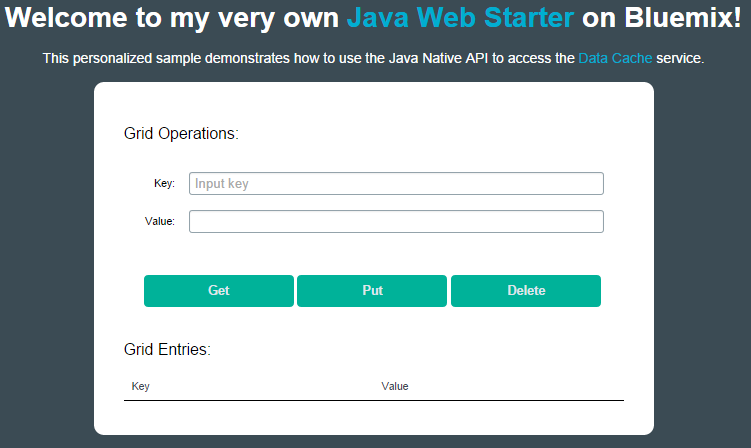 Welcome to my very own Java Web Starter on Bluemix!
This personalized sample demonstrates how to use the Java Native API to access the Data Cache service.
Grid Operations:
Key: Input key
Value:
Get Put Delete
Grid Entries:
Key Value